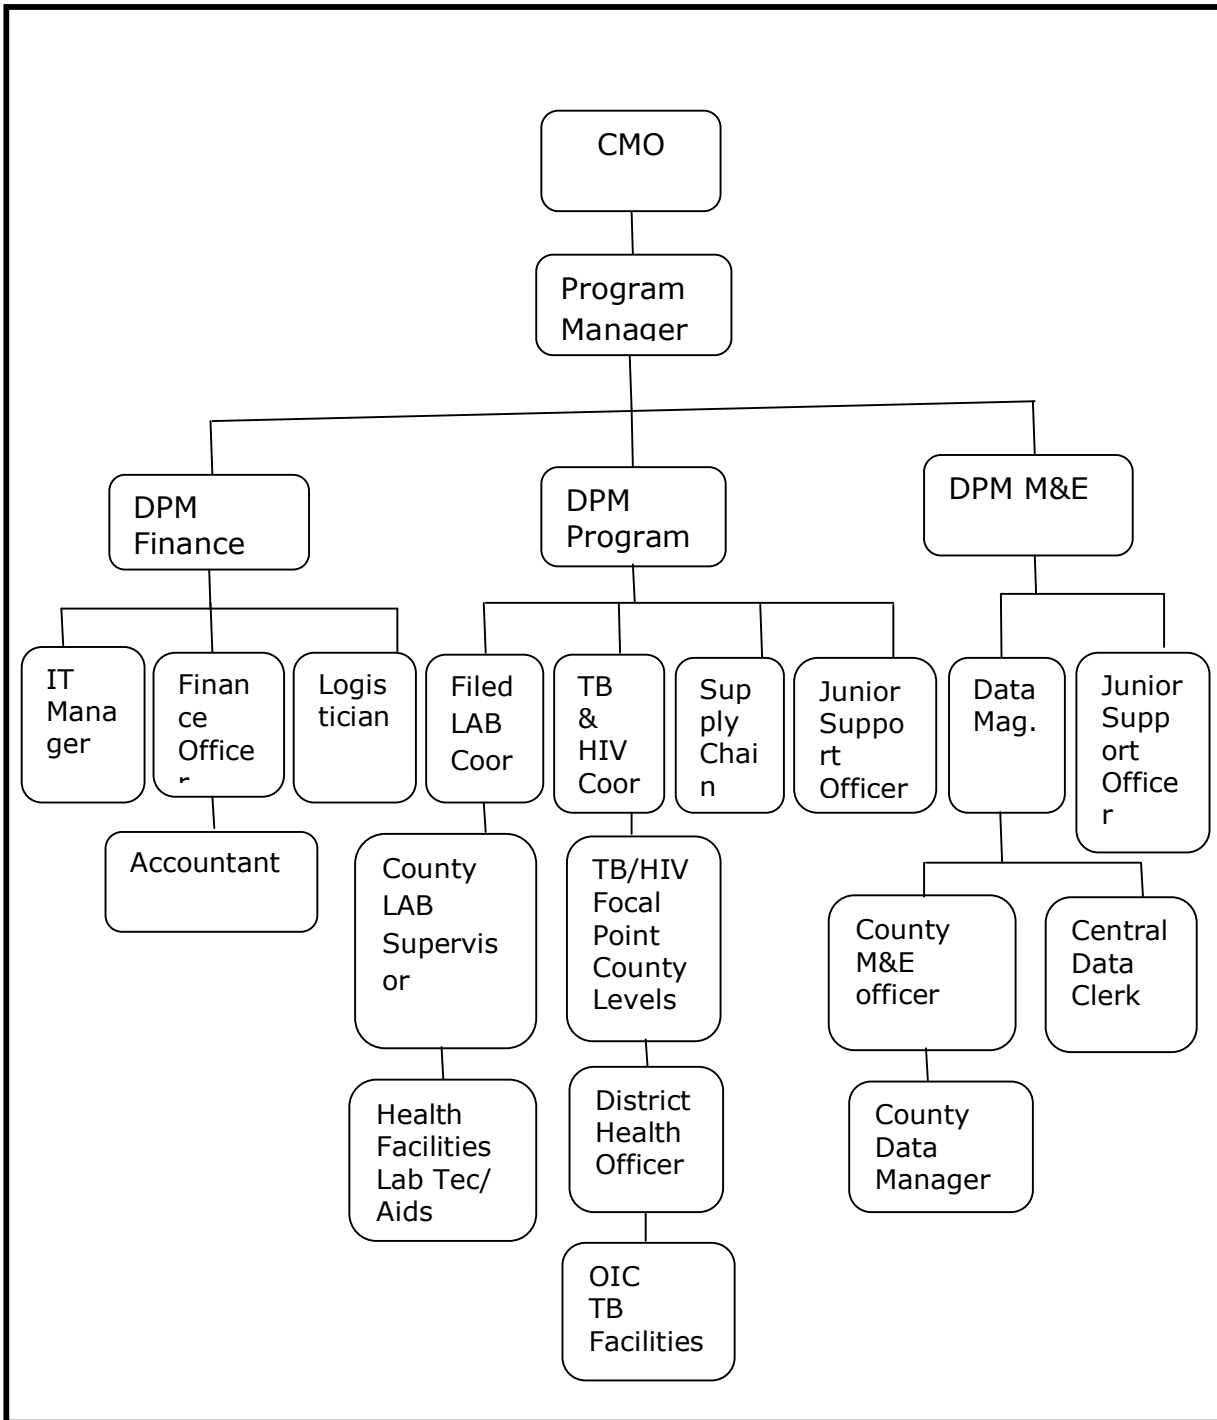 CMO
Program
Manager
DPM
Finance
DPM
Program
DPM M&E
IT
Mana
ger
Finan
ce
Office
r
Logis
tician
Filed
LAB
Coor
TB
&
HIV
Coor
Sup
ply
Chai
n
Junior
Suppo
rt
Officer
Data
Mag.
Junior
Supp
ort
Office
r
Accountant
County
LAB
Supervis
or
TB/HIV
Focal
Point
County
Levels
County
M&E
officer
Central
Data
Clerk
Health
Facilities
Lab Tec/
Aids
District
Health
Officer
County
Data
Manager
OIC
TB
Facilities